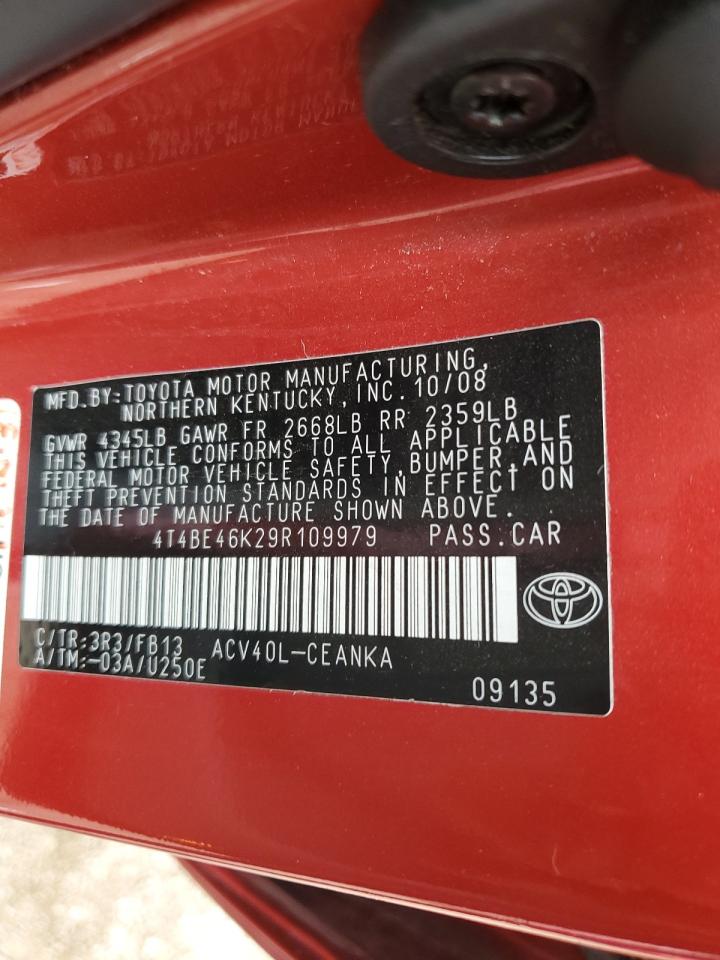 MFD.BY:TOYOTA MOTOR MANUFACTURING,
NORTHERN KENTUCKY,INC. 10/08
GVWR 4345LB GAWR FR 2668LB RR 2359LB
THIS VEHICLE CONFORMS TO ALL APPLICABLE
FEDERAL MOTOR VEHICLE SAFETY,BUMPER,AND
THEFT PREVENTION STANDARDS IN EFFECT ON
THE DATE OF MANUFACTURE SHOWN ABOVE.
4T4BE46K29R109979 PASS.CAR
C/TR:3R3/FB13 ACV40L-CEANKA
A/TM:-03A/U250E
09135